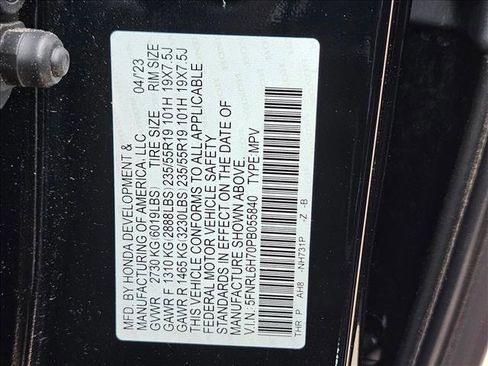 MFD. BY HONDA DEVELOPMENT &
MANUFACTURING OF AMERICA, LLC 04/23
GVWR 2730 KG(6019LBS) TIRE SIZE RIM SIZE
GAWR F 1310 KG(2888LBS)235/55R19 101H 19X7.5J
GAWR R 1465 KG(3230LBS)235/55R19 101H 19X7.5J
THIS VEHICLE CONFORMS TO ALL APPLICABLE
FEDERAL MOTOR VEHICLE SAFETY
STANDARDS IN EFFECT ON THE DATE OF
MANUFACTURE SHOWN ABOVE.
V.I.N. 5FNRL6H70PB055840 TYPE:MPV
THR P AH8 -NH731P -Z -B